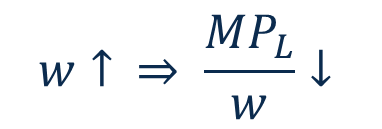 w ↑ ⇒ MP_L / w ↓